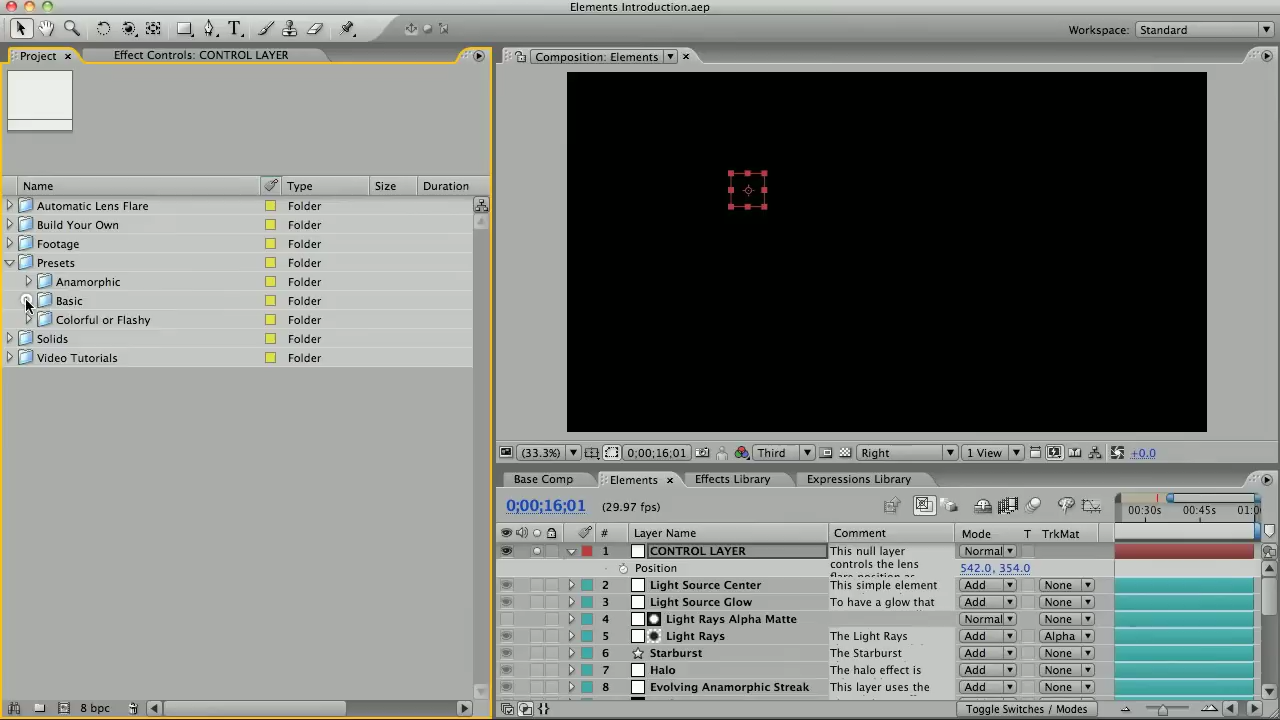 Elements Introduction.aep
T
Workspace: Standard
Project × Effect Controls: CONTROL LAYER
Composition: Elements ×
Name Type Size Duration
Automatic Lens Flare Folder
Build Your Own Folder
Footage Folder
Presets Folder
Anamorphic Folder
Basic Folder
Colorful or Flashy Folder
Solids Folder
Video Tutorials Folder
(33.3%) 0;00;16;01 Third Right 1 View +0.0
Base Comp Elements × Effects Library Expressions Library
0;00;16;01 (29.97 fps)
00:30s 00:45s 01:0
# Layer Name Comment Mode T TrkMat
1 CONTROL LAYER This null layer Normal
controls the lens
Position 542.0, 354.0
flare position as
2 Light Source Center This simple element Add None
3 Light Source Glow To have a glow that Add None
4 Light Rays Alpha Matte Normal None
5 Light Rays The Light Rays Add Alpha
6 Starburst The Starburst Add None
7 Halo The halo effect is Add None
8 Evolving Anamorphic Streak This layer uses the Add None
8 bpc {} Toggle Switches / Modes